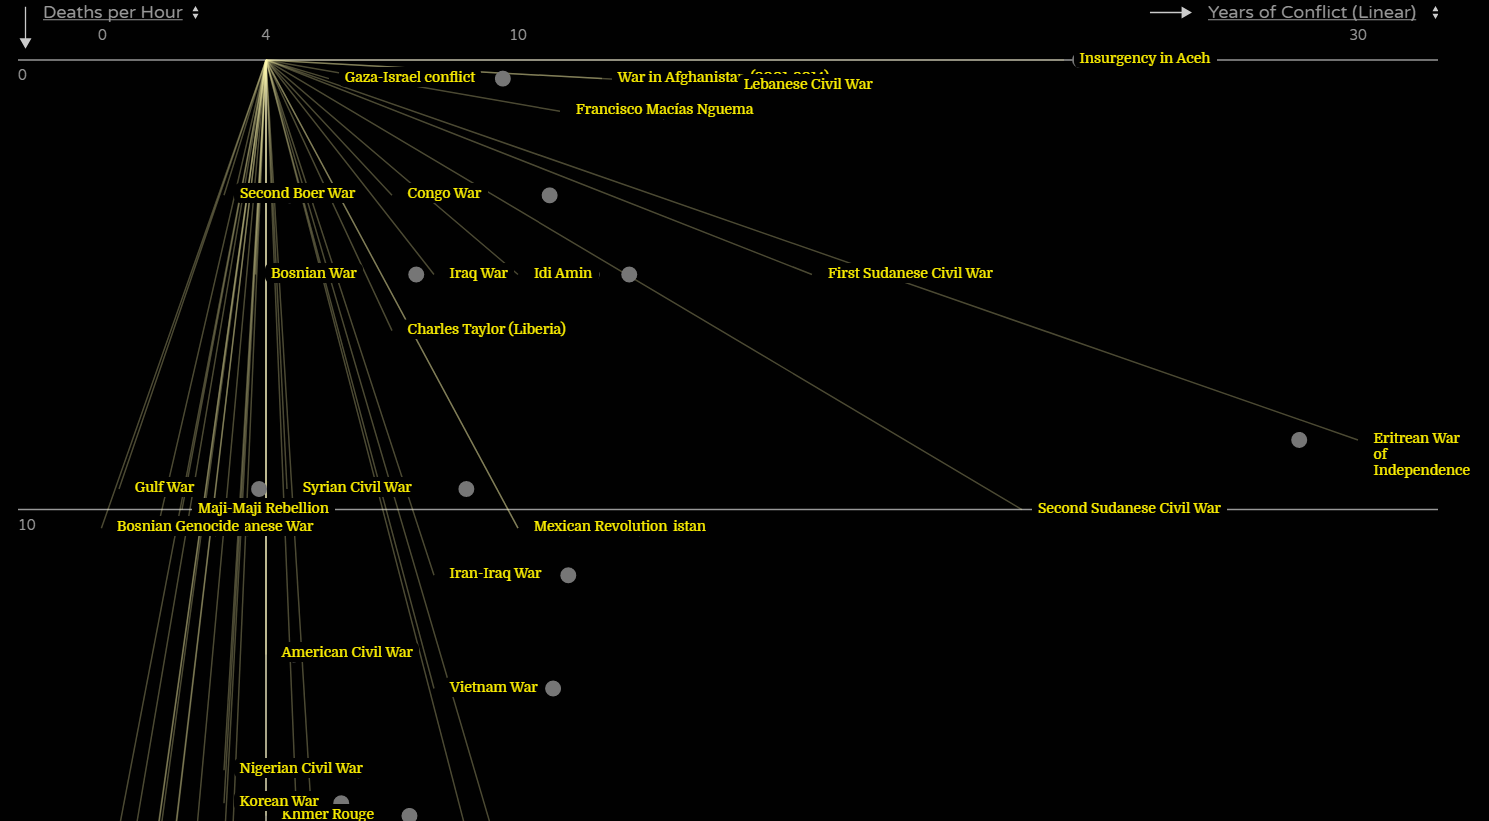 Deaths per Hour
Years of Conflict (Linear)
0 4 10 30
Insurgency in Aceh
0
Gaza-Israel conflict
War in
Lebanese Civil War
Francisco Macías Nguema
Second Boer War
Congo War
Bosnian War
Iraq War
Idi Amin
First Sudanese Civil War
Charles Taylor (Liberia)
Eritrean War
of
Independence
Gulf War
Syrian Civil War
Maji-Maji Rebellion
Second Sudanese Civil War
10
Bosnian Genocide
anese War
Mexican Revolution
istan
Iran-Iraq War
American Civil War
Vietnam War
Nigerian Civil War
Korean War
Khmer Rouge